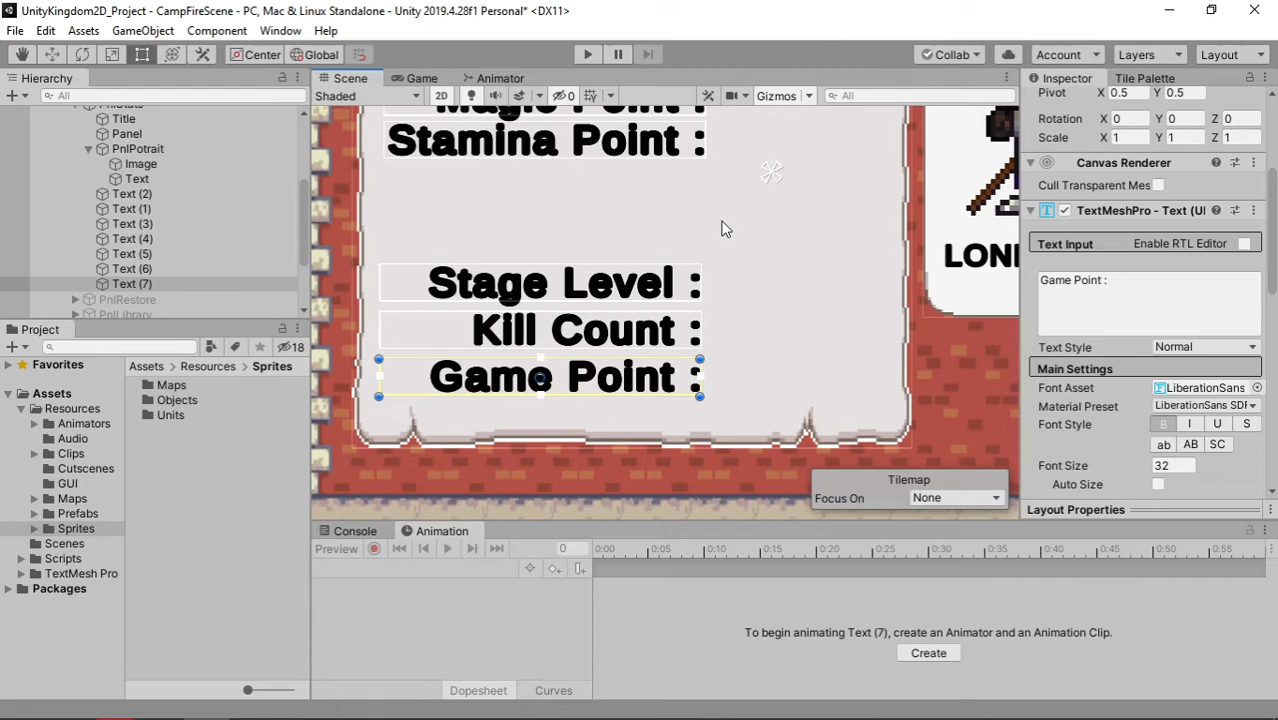 UnityKingdom2D_Project - CampFireScene - PC, Mac & Linux Standalone - Unity 2019.4.28f1 Personal* <DX11>
File Edit Assets GameObject Component Window Help
Center Global Collab Account Layers Layout
Hierarchy Scene Game Animator Inspector Tile Palette
All Shaded 2D 0 Gizmos All
Pivot X 0.5 Y 0.5
Rotation X 0 Y 0 Z 0
Scale X 1 Y 1 Z 1
Title
Panel
PnlPotrait
Image
Text
Text (2)
Text (1)
Text (3)
Text (4)
Text (5)
Text (6)
Text (7)
PnlRestore
Magic Point :
Stamina Point :
Stage Level :
Kill Count :
Game Point :
Tilemap
Focus On None
Canvas Renderer
Cull Transparent Mes
TextMeshPro - Text (UI
Text Input Enable RTL Editor
Game Point :
Text Style Normal
Main Settings
Font Asset LiberationSans
Material Preset LiberationSans SDF
Font Style B I U S
ab AB SC
Font Size 32
Auto Size
Layout Properties
Project
18
Favorites
Assets
Resources
Animators
Audio
Clips
Cutscenes
GUI
Maps
Prefabs
Sprites
Scenes
Scripts
TextMesh Pro
Packages
Assets Resources Sprites
Maps
Objects
Units
Console Animation
Preview 0 0:00 0:05 0:10 0:15 0:20 0:25 0:30 0:35 0:40 0:45 0:50 0:55
To begin animating Text (7), create an Animator and an Animation Clip.
Create
Dopesheet Curves